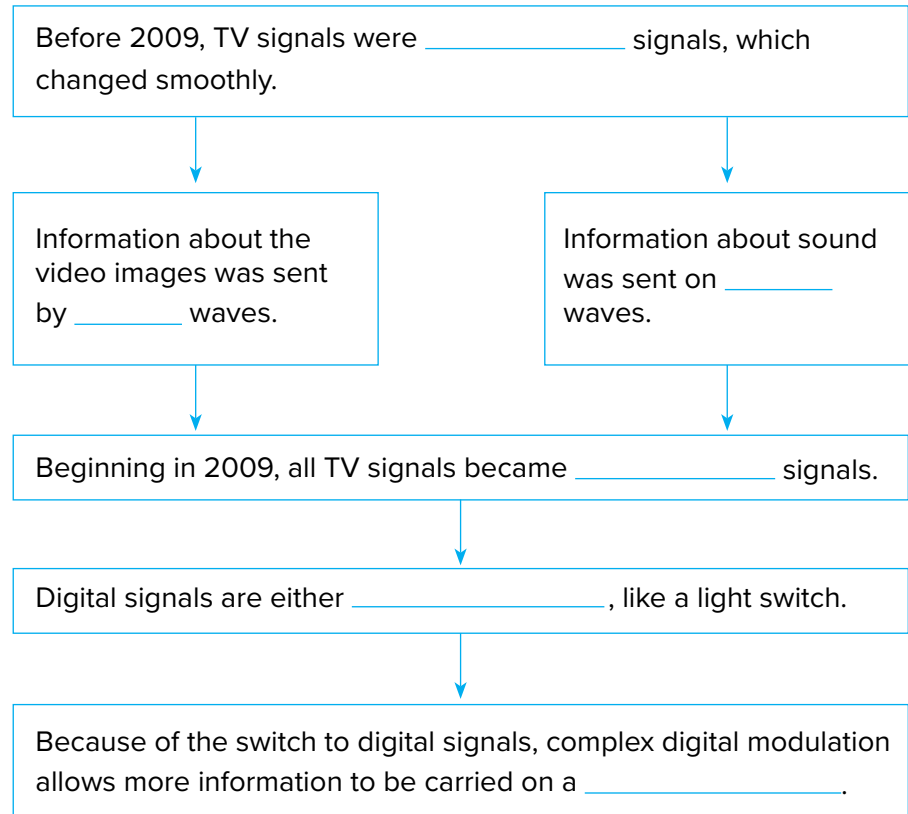 Before 2009, TV signals were ______________ signals, which
changed smoothly.
Information about the
video images was sent
by ________ waves.
Information about sound
was sent on ________
waves.
Beginning in 2009, all TV signals became ______________ signals.
Digital signals are either __________________, like a light switch.
Because of the switch to digital signals, complex digital modulation
allows more information to be carried on a __________________.